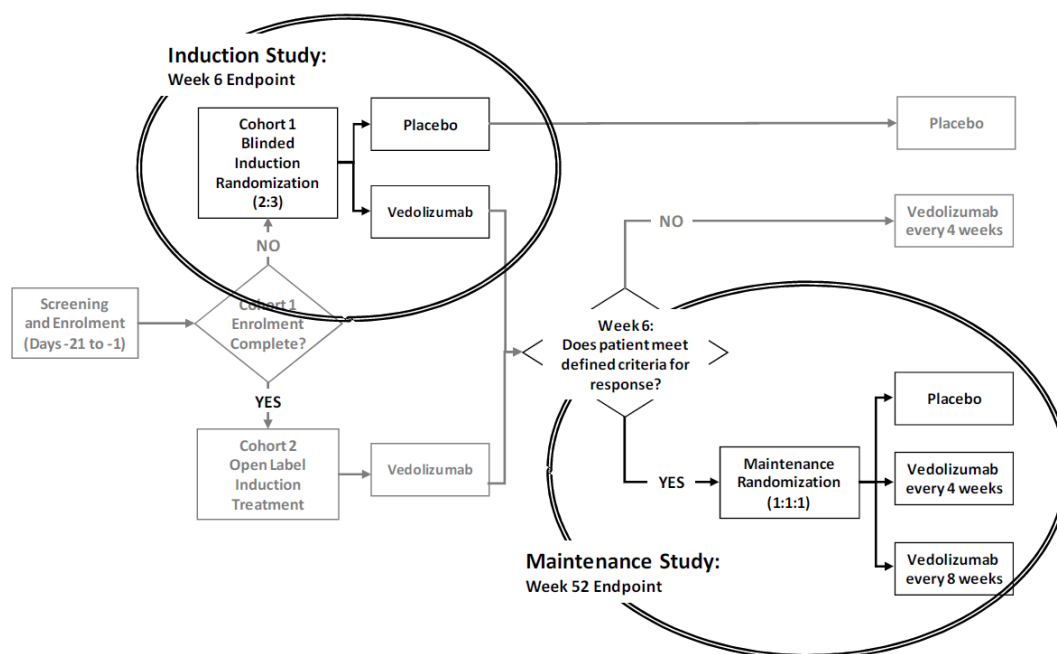 Induction Study:
Week 6 Endpoint
Cohort 1
Blinded
Induction
Randomization
(2:3)
Placebo
Placebo
Vedolizumab
Vedolizumab
every 4 weeks
NO
NO
Screening
and Enrolment
(Days -21 to -1)
Cohort 1
Enrolment
Complete?
Week 6:
Does patient meet
defined criteria for
response?
YES
Cohort 2
Open Label
Induction
Treatment
Vedolizumab
YES
Maintenance
Randomization
(1:1:1)
Placebo
Vedolizumab
every 4 weeks
Vedolizumab
every 8 weeks
Maintenance Study:
Week 52 Endpoint